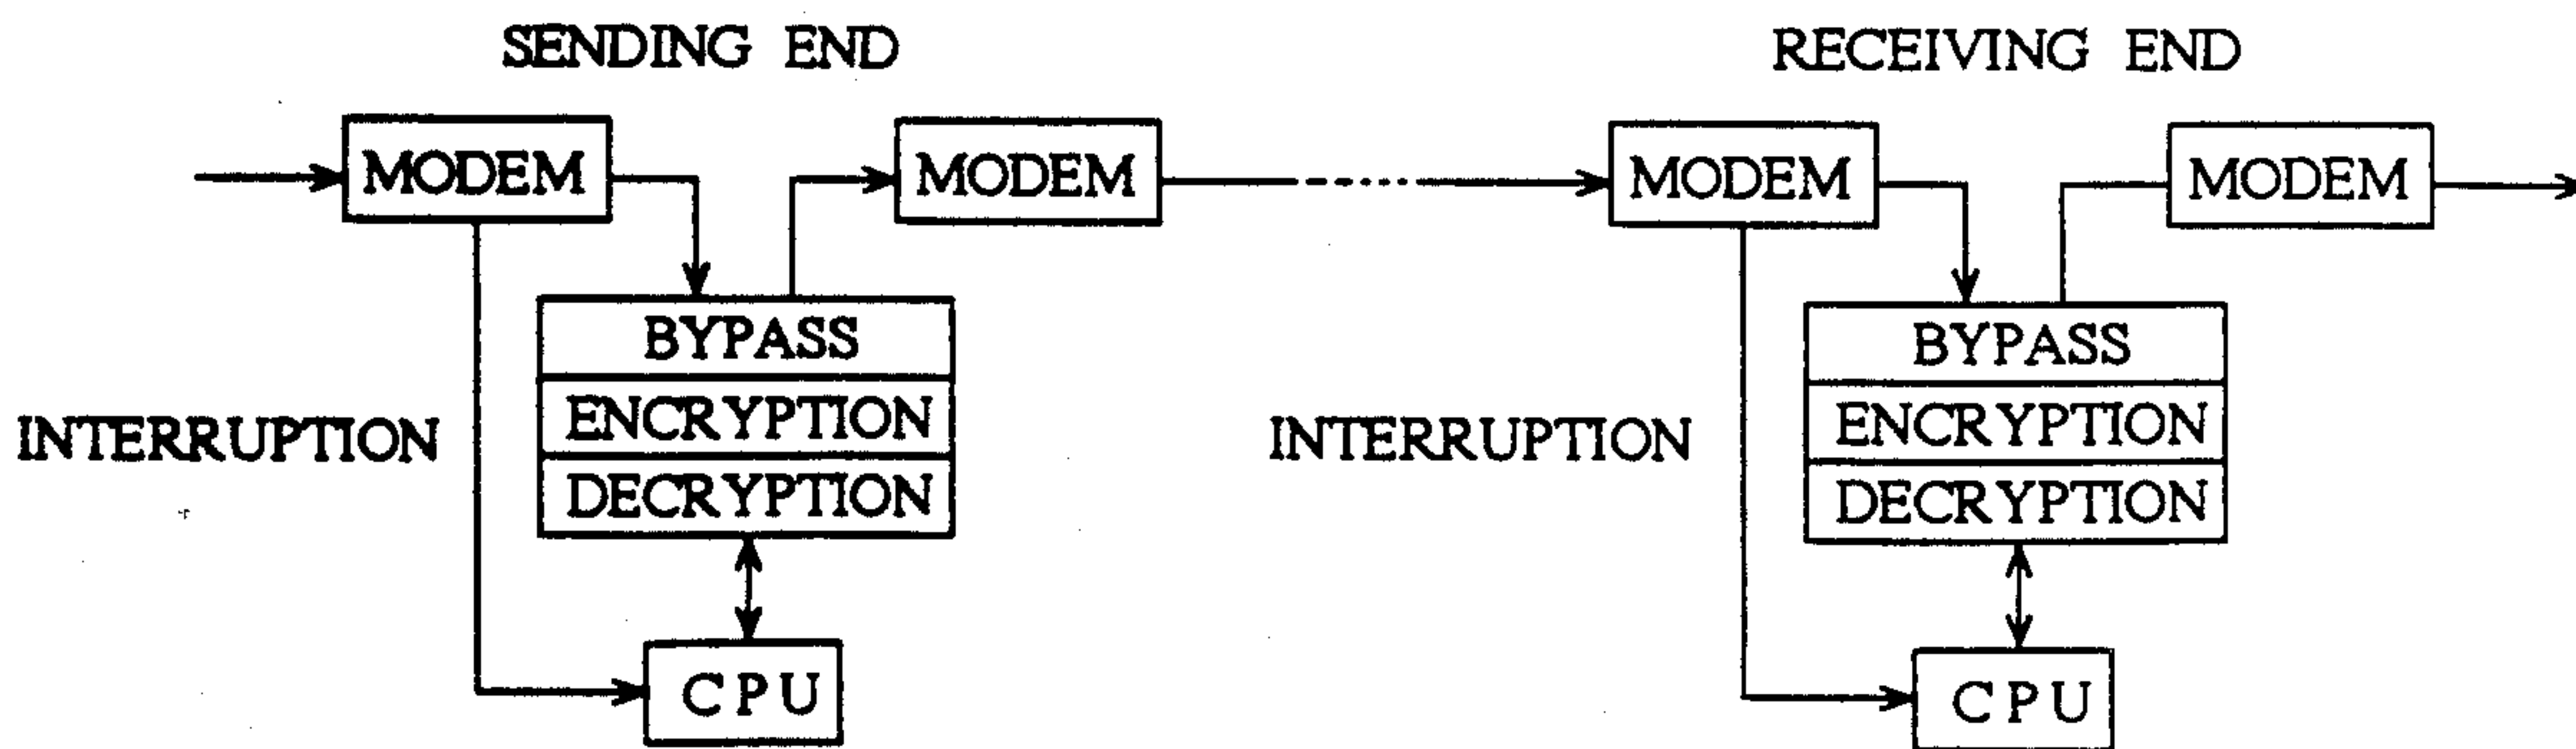 SENDING END
RECEIVING END
MODEM
MODEM
MODEM
MODEM
BYPASS
ENCRYPTION
DECRYPTION
INTERRUPTION
CPU
BYPASS
ENCRYPTION
DECRYPTION
INTERRUPTION
CPU